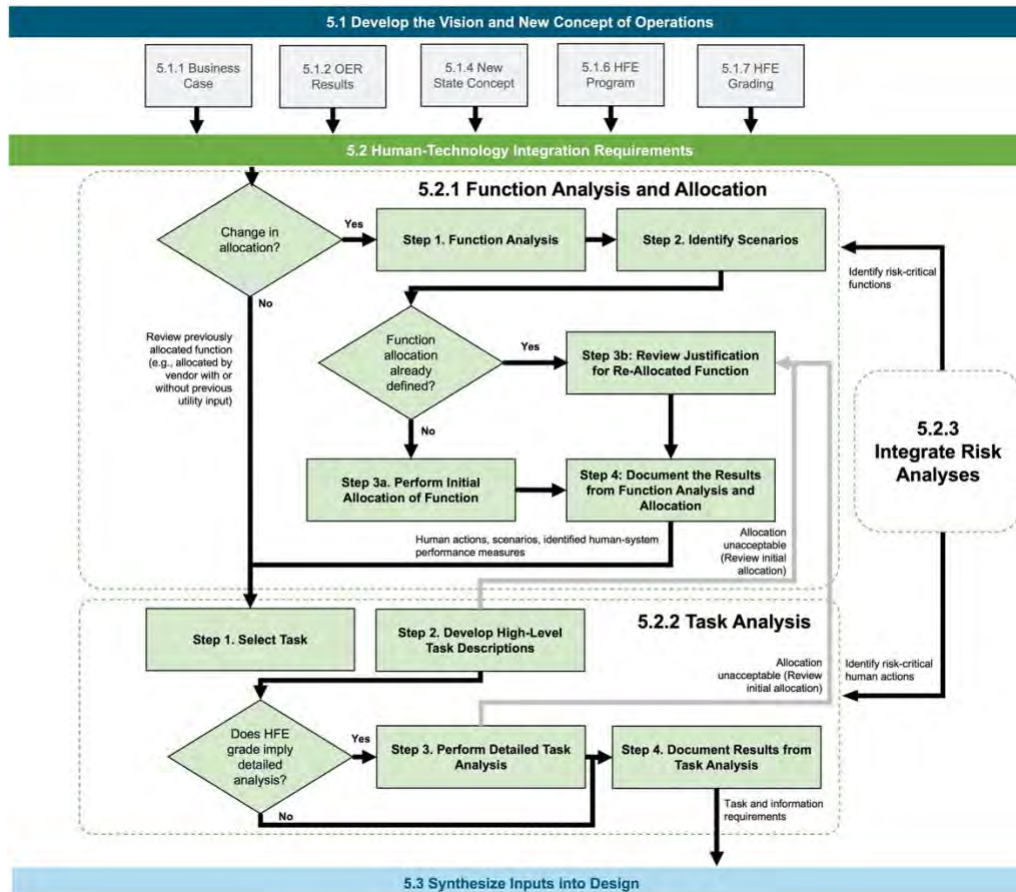 5.1 Develop the Vision and New Concept of Operations
5.1.1 Business
Case
5.1.2 OER
Results
5.1.4 New
State Concept
5.1.6 HFE
Program
5.1.7 HFE
Grading
5.2 Human-Technology Integration Requirements
5.2.1 Function Analysis and Allocation
Change in
allocation?
Yes
Step 1. Function Analysis
Step 2. Identify Scenarios
Identify risk-critical
functions
No
Review previously
allocated function
(e.g., allocated by
vendor with or
without previous
utility input)
Function
allocation
already
defined?
Yes
Step 3b: Review Justification
for Re-Allocated Function
No
5.2.3
Integrate Risk
Analyses
Step 3a. Perform Initial
Allocation of Function
Step 4: Document the Results
from Function Analysis and
Allocation
Human actions, scenarios, identified human-system
performance measures
Allocation
unacceptable
(Review initial
allocation)
5.2.2 Task Analysis
Step 1. Select Task
Step 2. Develop High-Level
Task Descriptions
Allocation
unacceptable (Review
initial allocation)
Identify risk-critical
human actions
Does HFE
grade imply
detailed
analysis?
Yes
Step 3. Perform Detailed Task
Analysis
Step 4. Document Results from
Task Analysis
No
Task and information
requirements
5.3 Synthesize Inputs into Design